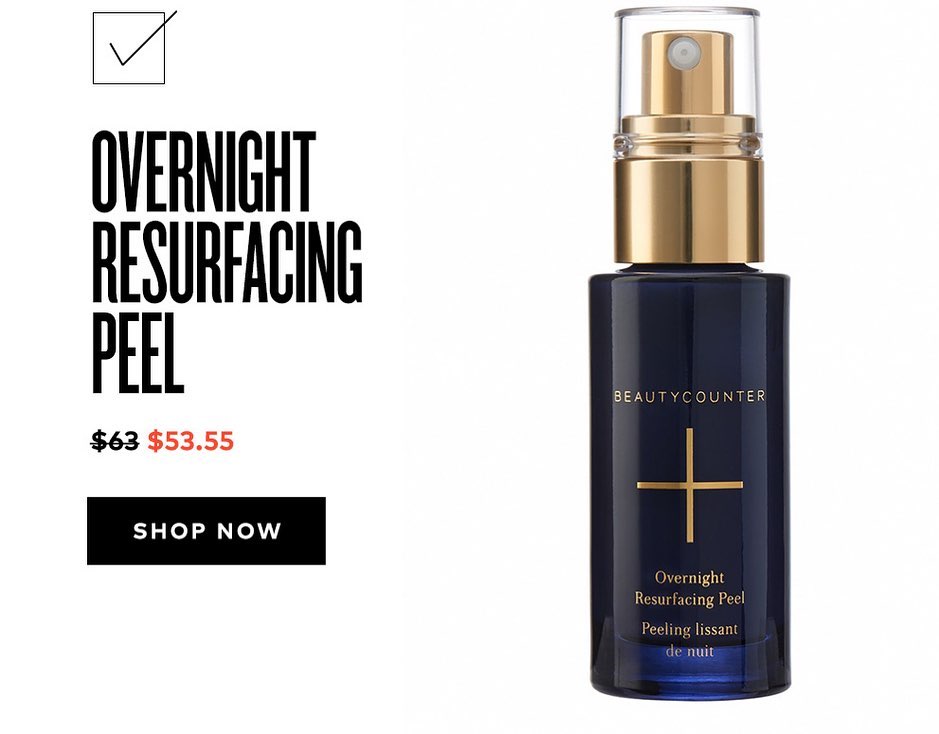 OVERNIGHT
RESURFACING
PEEL
$63 $53.55
SHOP NOW
BEAUTYCOUNTER
Overnight
Resurfacing Peel
Peeling lissant
de nuit